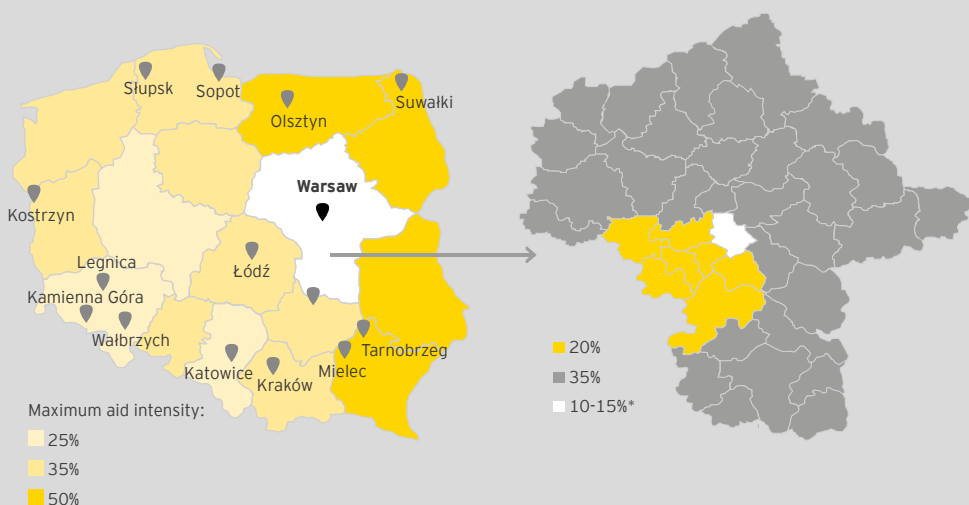 Słupsk
Sopot
Suwałki
Olsztyn
Warsaw
Kostrzyn
Legnica
Łódź
Kamienna Góra
Wałbrzych
Tarnobrzeg
Katowice
Kraków
Mielec
Maximum aid intensity:
25%
35%
50%
20%
35%
10-15%*